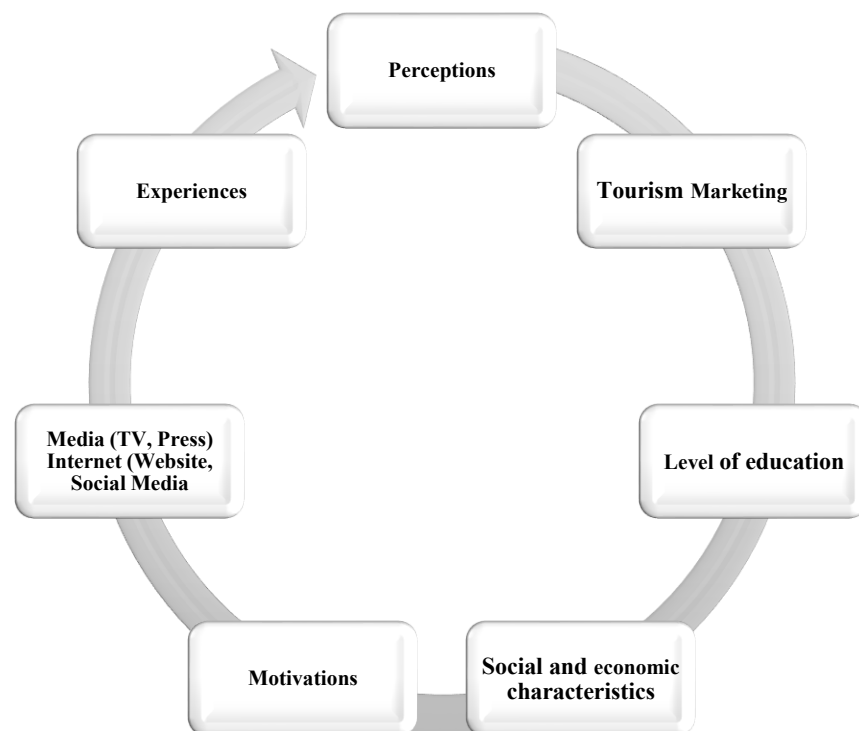 Perceptions
Tourism Marketing
Level of education
Social and economic
characteristics
Motivations
Media (TV, Press)
Internet (Website,
Social Media
Experiences